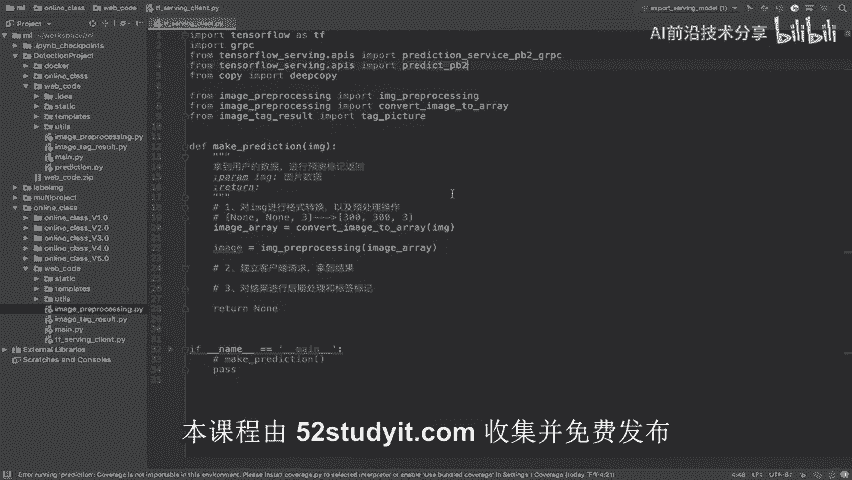 ml
online_class
web_code
tf_serving_client.py
export_serving_model (1)
AI前沿技术分享
bilibili
Project
tf_serving_client.py
ml
.ipynb_checkpoints
DetectionProject
docker
online_class
web_code
.idea
static
templates
utils
image_preprocessing.py
image_tag_result.py
main.py
prediction.py
web_code.zip
labelimg
multiproject
online_class
online_class_V1.0
online_class_V2.0
online_class_V3.0
online_class_V4.0
online_class_V5.0
web_code
static
templates
utils
image_preprocessing.py
image_tag_result.py
main.py
tf_serving_client.py
External Libraries
Scratches and Consoles
import tensorflow as tf
import grpc
from tensorflow_serving.apis import prediction_service_pb2_grpc
from tensorflow_serving.apis import predict_pb2
from copy import deepcopy
from image_preprocessing import img_preprocessing
from image_preprocessing import convert_image_to_array
from image_tag_result import tag_picture
def make_prediction(img):
"""
拿到用户的数据，进行预测标记返回
:param img: 图片数据
:return:
"""
# 1、对img进行格式转换，以及预处理操作
# [None, None, 3]--->[300, 300, 3)
image_array = convert_image_to_array(img)
image = img_preprocessing(image_array)
# 2、建立客户端请求，拿到结果
# 3、对结果进行后期处理和标签标记
return None
if __name__ == '__main__':
# make_prediction()
pass
本课程由 52studyit.com 收集并免费发布
Error running 'prediction': Coverage is not importable in this environment. Please install coverage.py to selected interpreter or enable 'Use bundled coverage' in Settings | Coverage (today 下午4:21)
4:48
LF
UTF-8